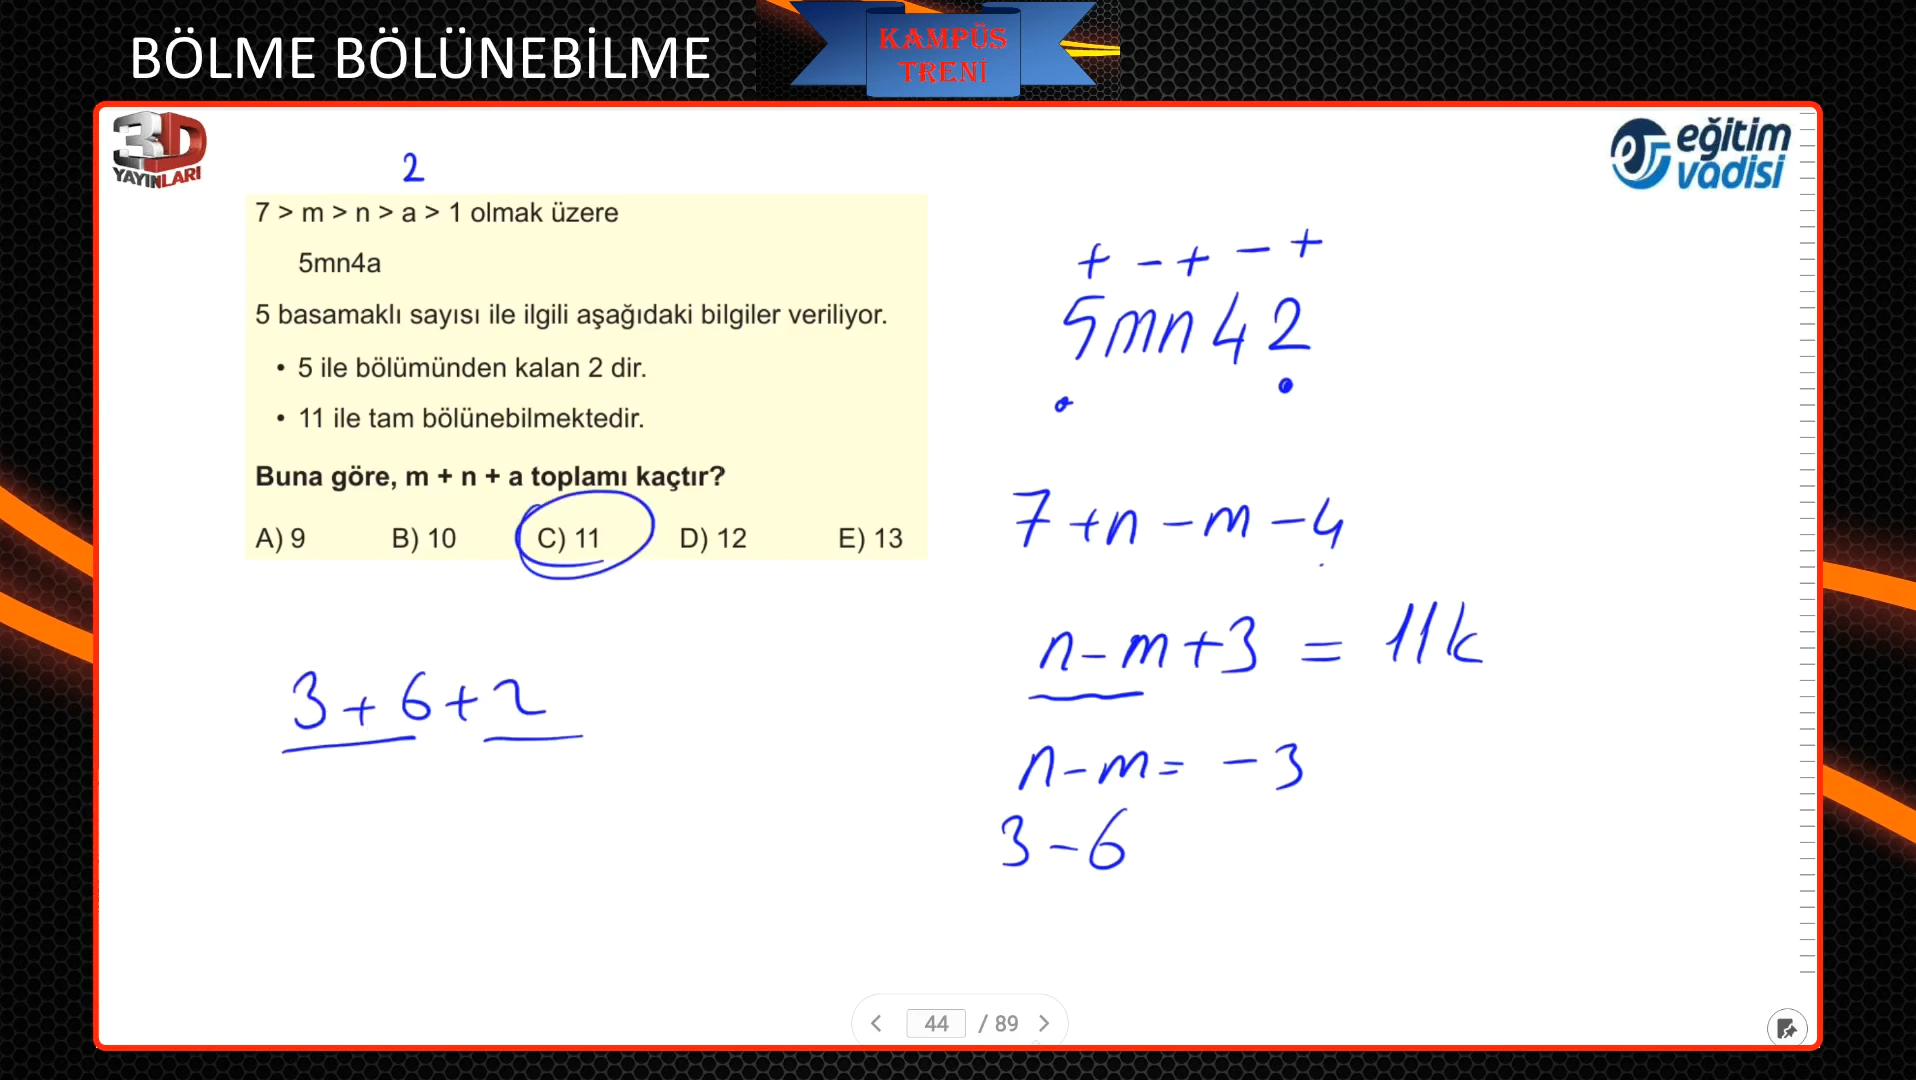 BÖLME BÖLÜNEBİLME
KAMPÜS
TRENİ
3D
YAYINLARI
eğitim
vadisi
2
7 > m > n > a > 1 olmak üzere
5mn4a
5 basamaklı sayısı ile ilgili aşağıdaki bilgiler veriliyor.
• 5 ile bölümünden kalan 2 dir.
• 11 ile tam bölünebilmektedir.
Buna göre, m + n + a toplamı kaçtır?
A) 9 B) 10 C) 11 D) 12 E) 13
3+6+2
+ - + - +
5mn42
7+n-m-4
n-m+3 = 11k
n-m= -3
3-6
44 / 89